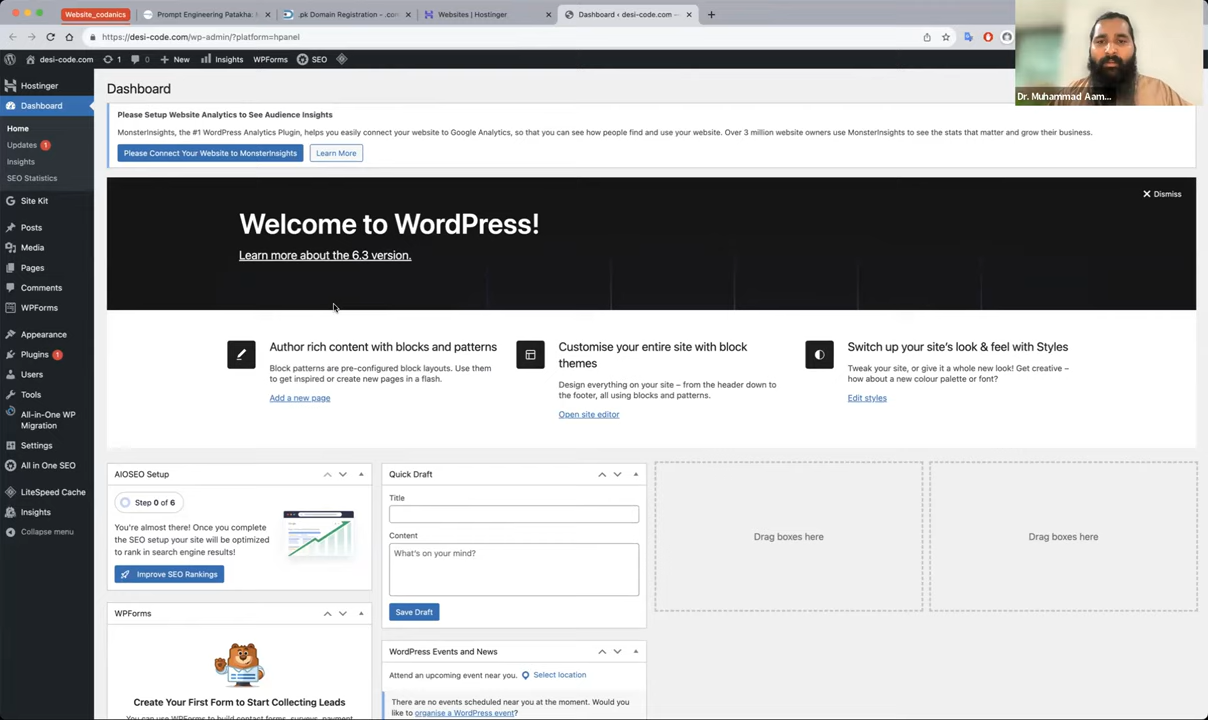 Website_codanics
Prompt Engineering Patakha:
.pk Domain Registration - .co
Websites | Hostinger
Dashboard ‹ desi-code.com —
https://desi-code.com/wp-admin/?platform=hpanel
desi-code.com
1
0
New
Insights
WPForms
SEO
Dr. Muhammad Aam...
Hostinger
Dashboard
Home
Updates 1
Insights
SEO Statistics
Site Kit
Posts
Media
Pages
Comments
WPForms
Appearance
Plugins 1
Users
Tools
All-in-One WP
Migration
Settings
All in One SEO
LiteSpeed Cache
Insights
Collapse menu
Dashboard
Please Setup Website Analytics to See Audience Insights
MonsterInsights, the #1 WordPress Analytics Plugin, helps you easily connect your website to Google Analytics, so that you can see how people find and use your website. Over 3 million website owners use MonsterInsights to see the stats that matter and grow their business.
Please Connect Your Website to MonsterInsights
Learn More
Dismiss
Welcome to WordPress!
Learn more about the 6.3 version.
Author rich content with blocks and patterns
Block patterns are pre-configured block layouts. Use them
to get inspired or create new pages in a flash.
Add a new page
Customise your entire site with block
themes
Design everything on your site – from the header down to
the footer, all using blocks and patterns.
Open site editor
Switch up your site's look & feel with Styles
Tweak your site, or give it a whole new look! Get creative –
how about a new colour palette or font?
Edit styles
AIOSEO Setup
Step 0 of 6
You're almost there! Once you complete
the SEO setup your site will be optimized
to rank in search engine results!
Improve SEO Rankings
WPForms
Create Your First Form to Start Collecting Leads
You can use WPForms to build contact forms, surveys, payment
Quick Draft
Title
Content
What's on your mind?
Save Draft
WordPress Events and News
Attend an upcoming event near you.
Select location
There are no events scheduled near you at the moment. Would you
like to organise a WordPress event?
Drag boxes here
Drag boxes here